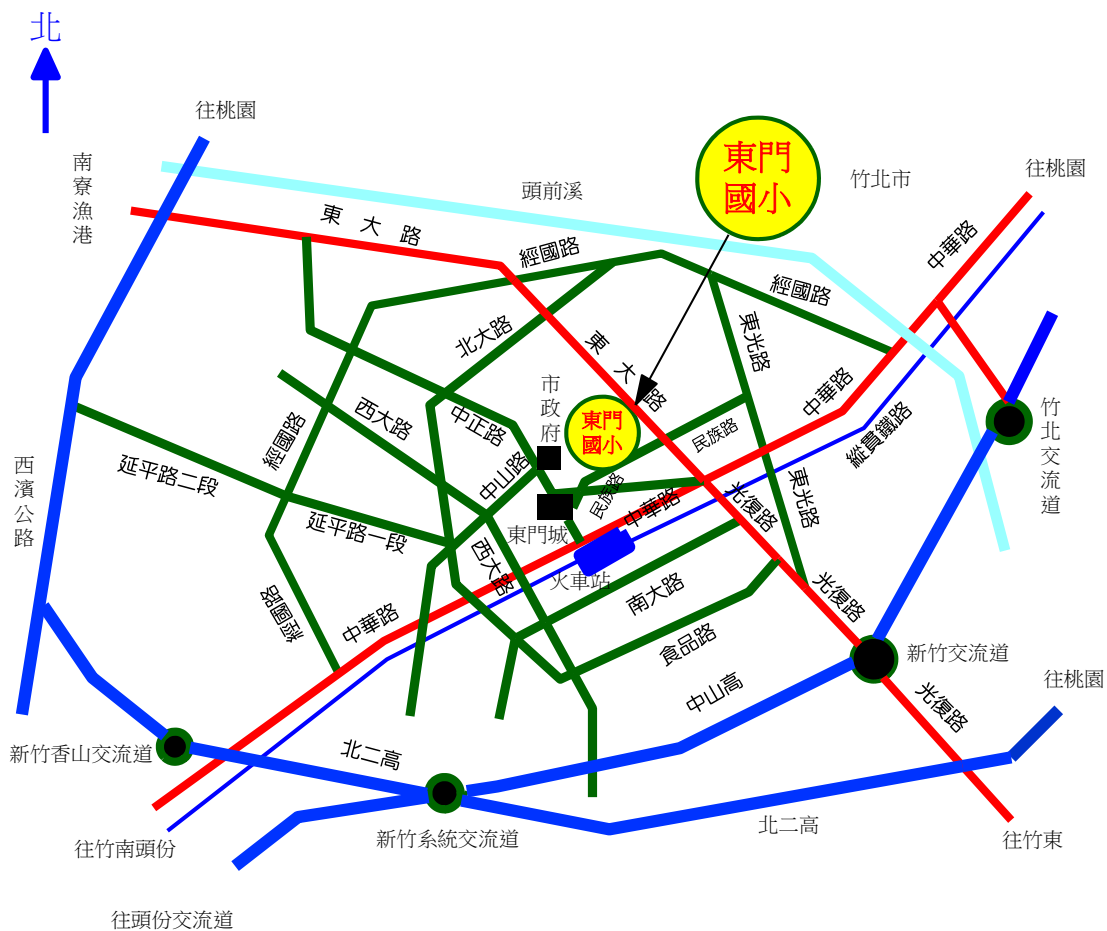 北
往桃園
南寮漁港
頭前溪
東門
國小
竹北市
往桃園
東大路
經國路
中華路
經國路
北大路
東大路
東光路
市政府
東門
國小
中華路
西大路
中正路
民族路
縱貫鐵路
竹北交流道
經國路
中山路
延平路二段
西濱公路
民族路
中華路
光復路
東光路
延平路一段
東門城
西大路
火車站
南大路
光復路
經國路
中華路
食品路
新竹交流道
中山高
往桃園
光復路
新竹香山交流道
北二高
新竹系統交流道
北二高
往竹南頭份
往竹東
往頭份交流道